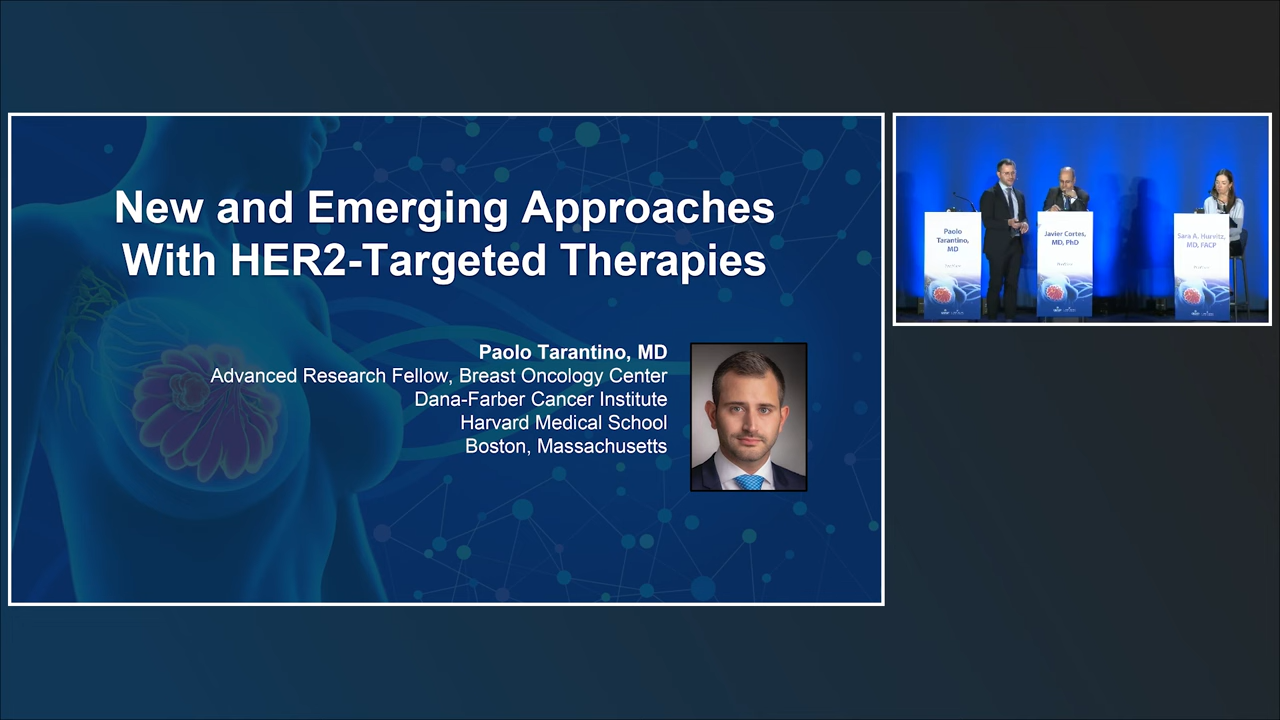 New and Emerging Approaches
With HER2-Targeted Therapies
Paolo Tarantino, MD
Advanced Research Fellow, Breast Oncology Center
Dana-Farber Cancer Institute
Harvard Medical School
Boston, Massachusetts
Paolo
Tarantino,
MD
Javier Cortes,
MD, PhD
Sara A. Hurvitz,
MD, FACP